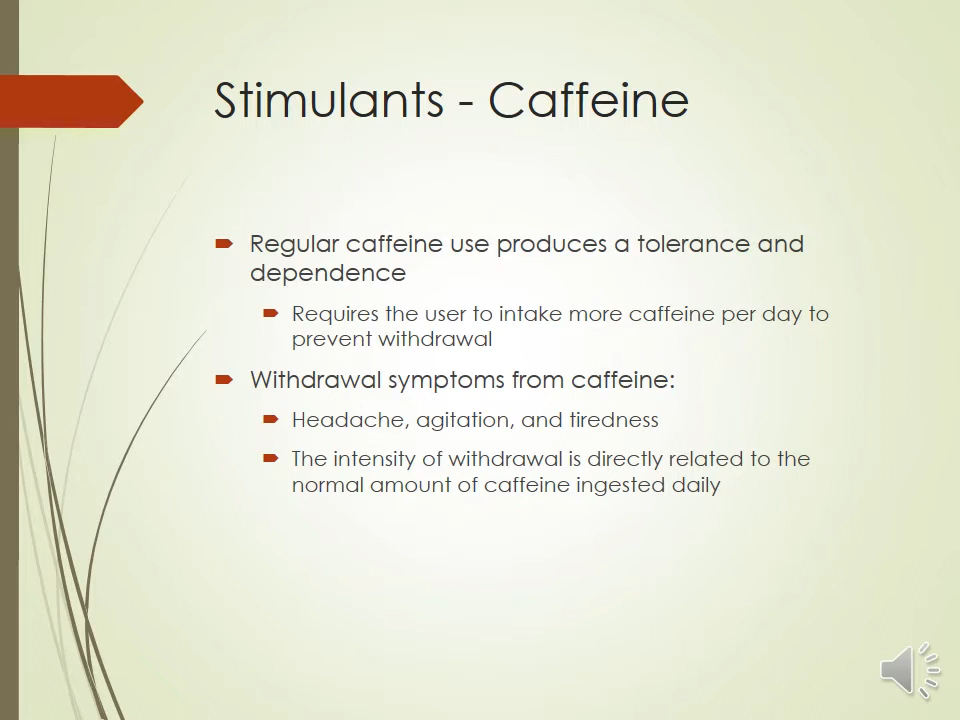 Stimulants - Caffeine
Regular caffeine use produces a tolerance and
dependence
Requires the user to intake more caffeine per day to
prevent withdrawal
Withdrawal symptoms from caffeine:
Headache, agitation, and tiredness
The intensity of withdrawal is directly related to the
normal amount of caffeine ingested daily